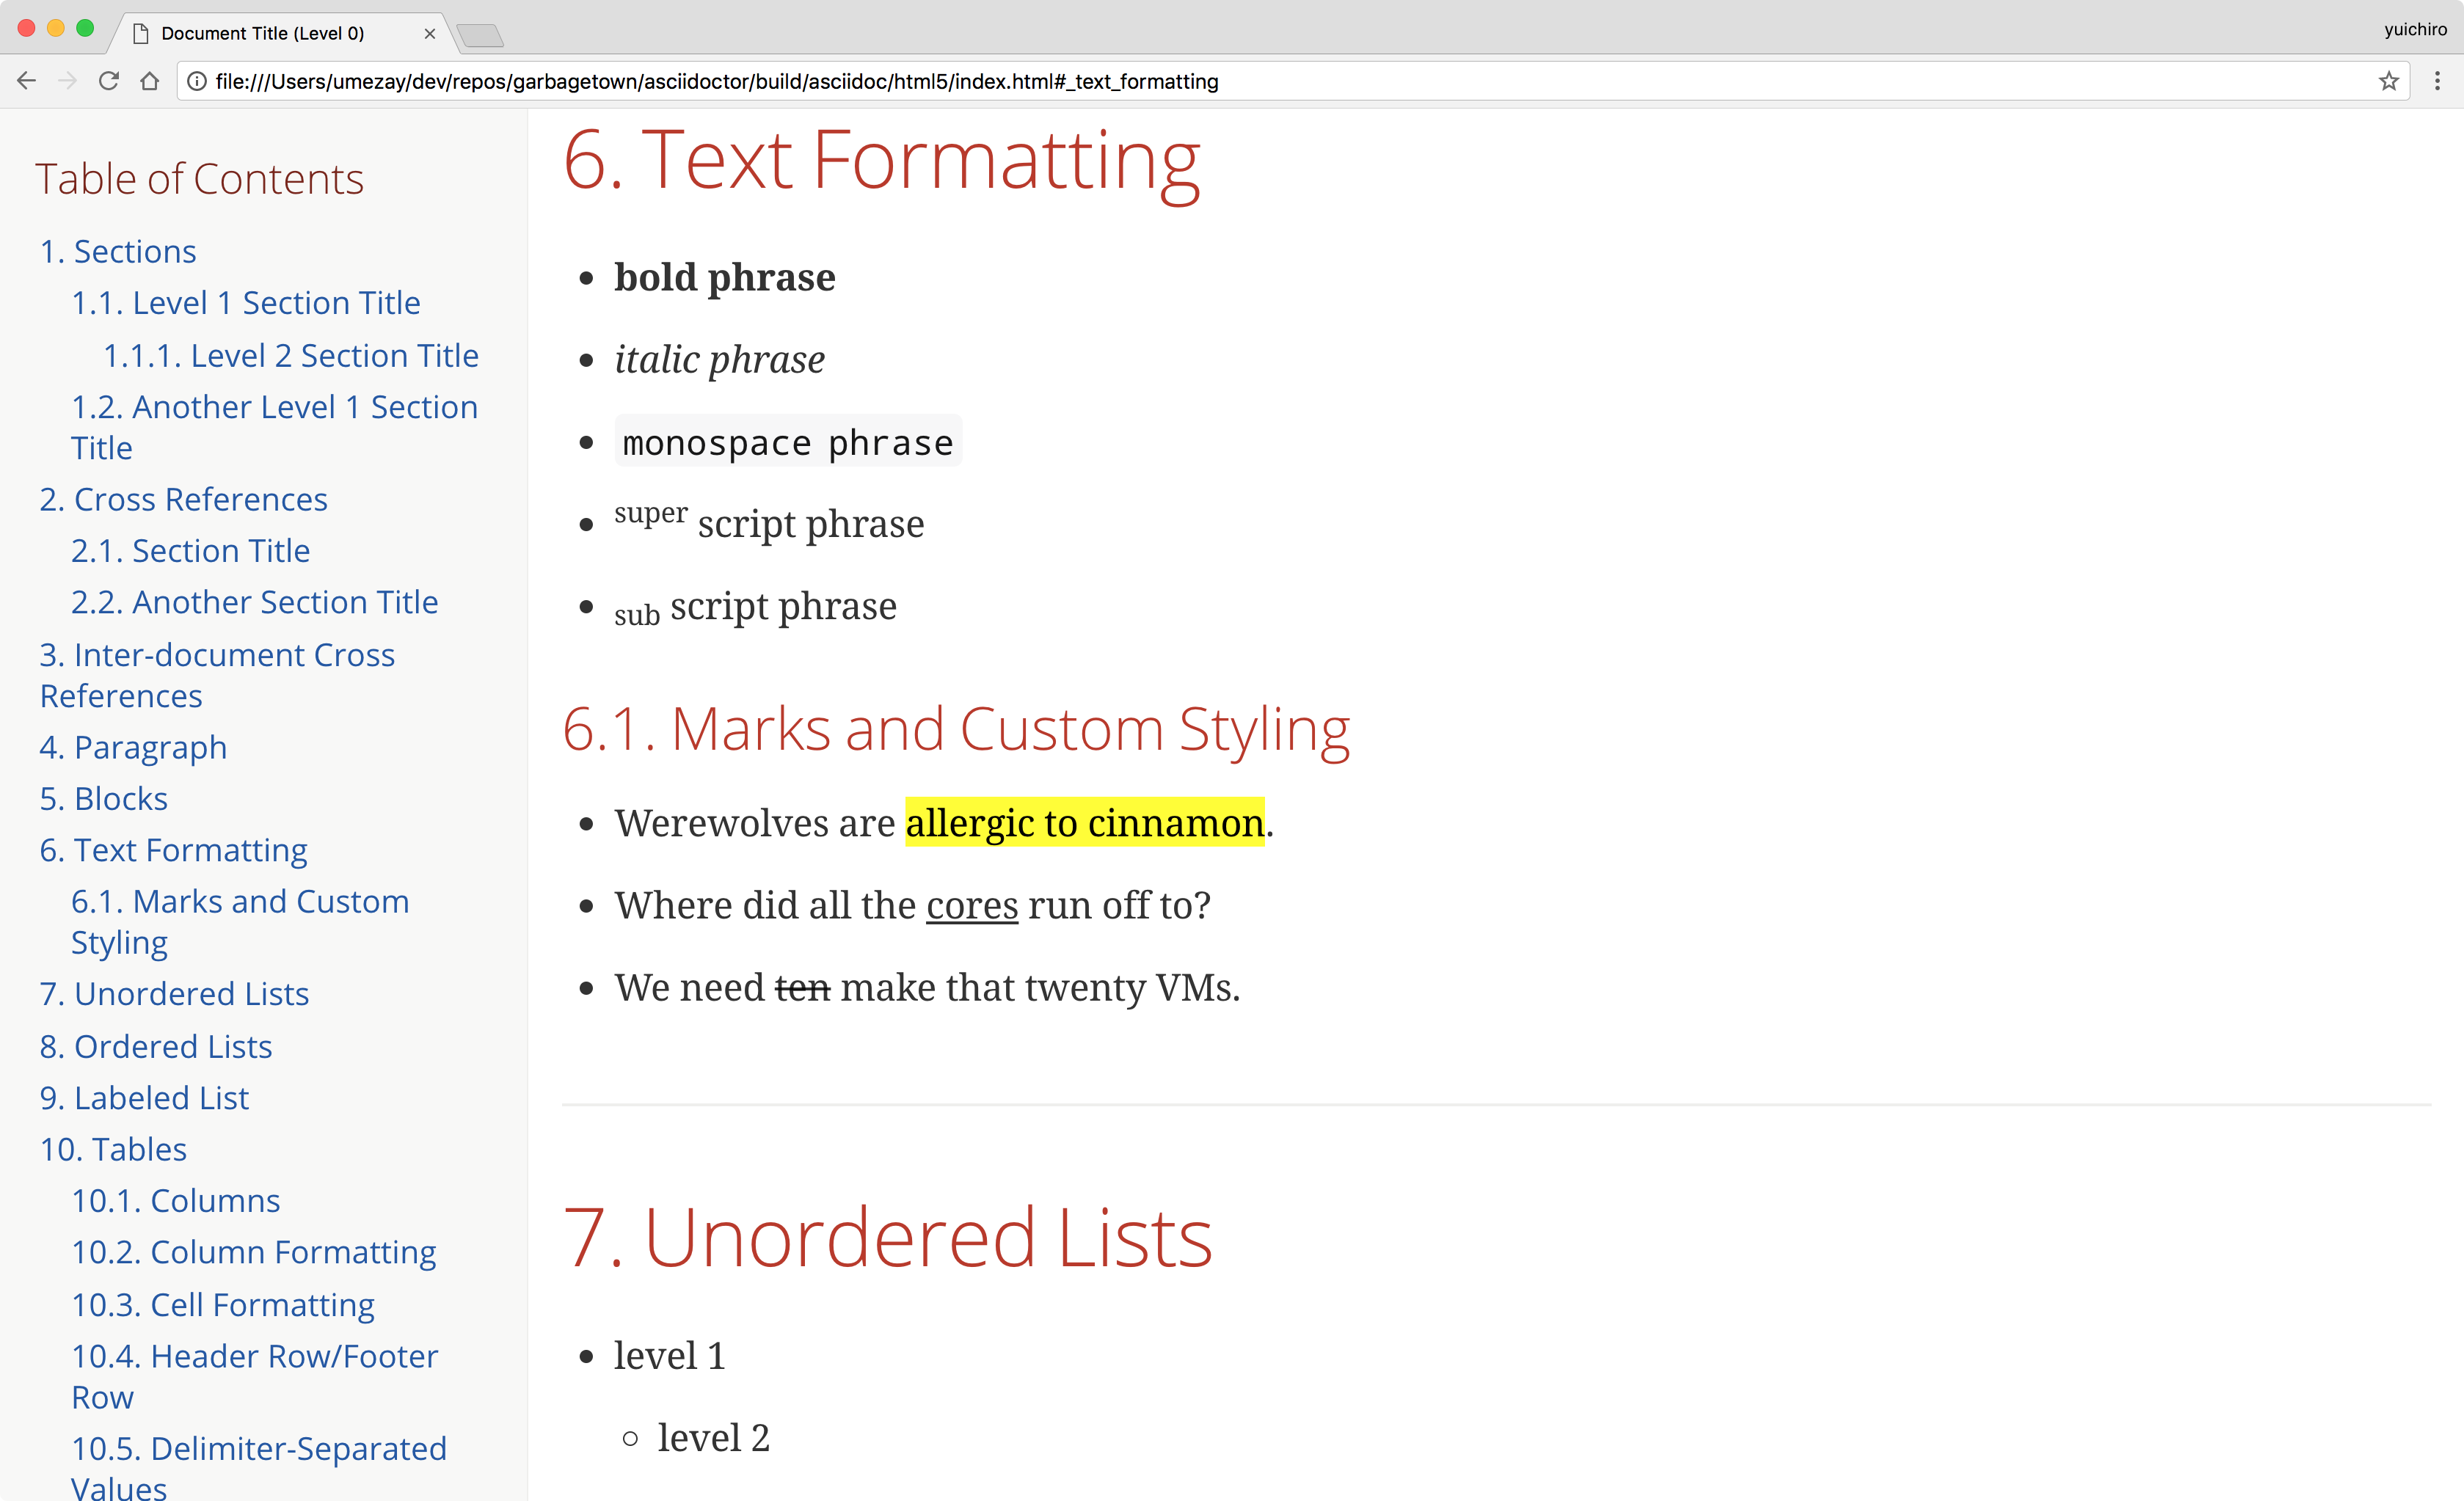 Document Title (Level 0)
yuichiro
file:///Users/umezay/dev/repos/garbagetown/asciidoctor/build/asciidoc/html5/index.html#_text_formatting
Table of Contents
1. Sections
1.1. Level 1 Section Title
1.1.1. Level 2 Section Title
1.2. Another Level 1 Section
Title
2. Cross References
2.1. Section Title
2.2. Another Section Title
3. Inter-document Cross
References
4. Paragraph
5. Blocks
6. Text Formatting
6.1. Marks and Custom
Styling
7. Unordered Lists
8. Ordered Lists
9. Labeled List
10. Tables
10.1. Columns
10.2. Column Formatting
10.3. Cell Formatting
10.4. Header Row/Footer
Row
10.5. Delimiter-Separated
Values
6. Text Formatting
bold phrase
italic phrase
monospace phrase
super script phrase
sub script phrase
6.1. Marks and Custom Styling
Werewolves are allergic to cinnamon.
Where did all the cores run off to?
We need ten make that twenty VMs.
7. Unordered Lists
level 1
level 2